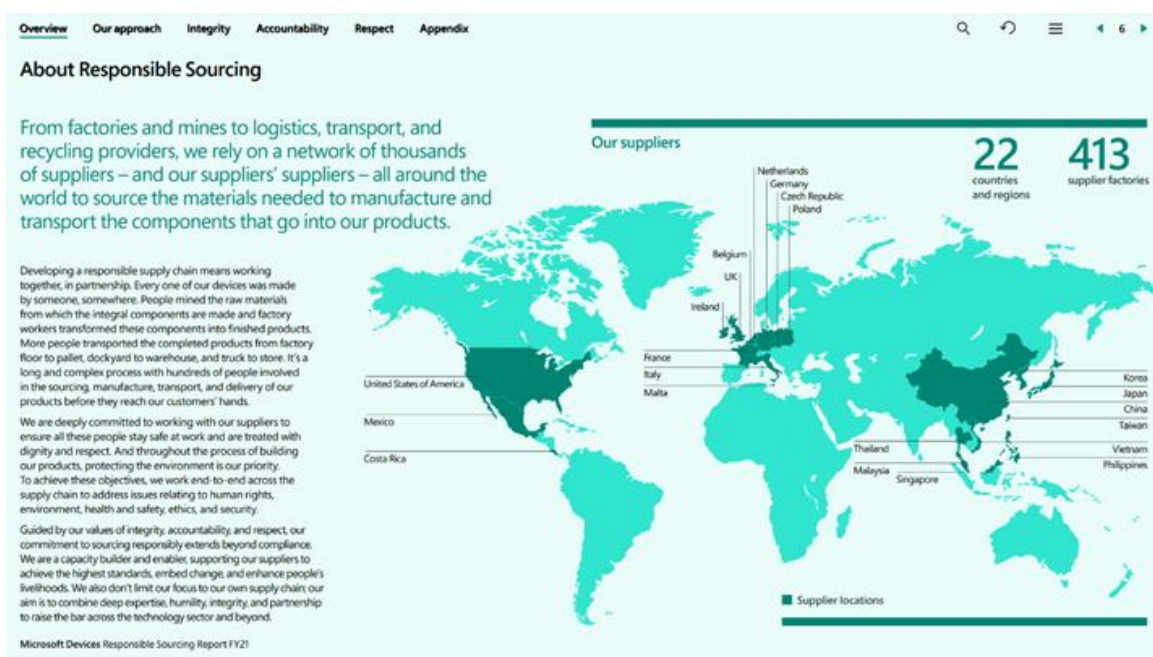 Overview Our approach Integrity Accountability Respect Appendix 6
About Responsible Sourcing
From factories and mines to logistics, transport, and
recycling providers, we rely on a network of thousands
of suppliers – and our suppliers' suppliers – all around the
world to source the materials needed to manufacture and
transport the components that go into our products.
Developing a responsible supply chain means working
together, in partnership. Every one of our devices was made
by someone, somewhere. People mined the raw materials
from which the integral components are made and factory
workers transformed these components into finished products.
More people transported the completed products from factory
floor to pallet, dockyard to warehouse, and truck to store. It's a
long and complex process with hundreds of people involved
in the sourcing, manufacture, transport, and delivery of our
products before they reach our customers' hands.
We are deeply committed to working with our suppliers to
ensure all these people stay safe at work and are treated with
dignity and respect. And throughout the process of building
our products, protecting the environment is our priority.
To achieve these objectives, we work end-to-end across the
supply chain to address issues relating to human rights,
environment, health and safety, ethics, and security.
Guided by our values of integrity, accountability, and respect, our
commitment to sourcing responsibly extends beyond compliance.
We are a capacity builder and enabler, supporting our suppliers to
achieve the highest standards, embed change, and enhance people's
livelihoods. We also don't limit our focus to our own supply chain; our
aim is to combine deep expertise, humility, integrity, and partnership
to raise the bar across the technology sector and beyond.
Microsoft Devices Responsible Sourcing Report FY21
Our suppliers
22
countries
and regions
413
supplier factories
Netherlands
Germany
Czech Republic
Poland
Belgium
UK
Ireland
France
Italy
Malta
United States of America
Mexico
Costa Rica
Korea
Japan
China
Taiwan
Thailand
Vietnam
Malaysia
Philippines
Singapore
Supplier locations